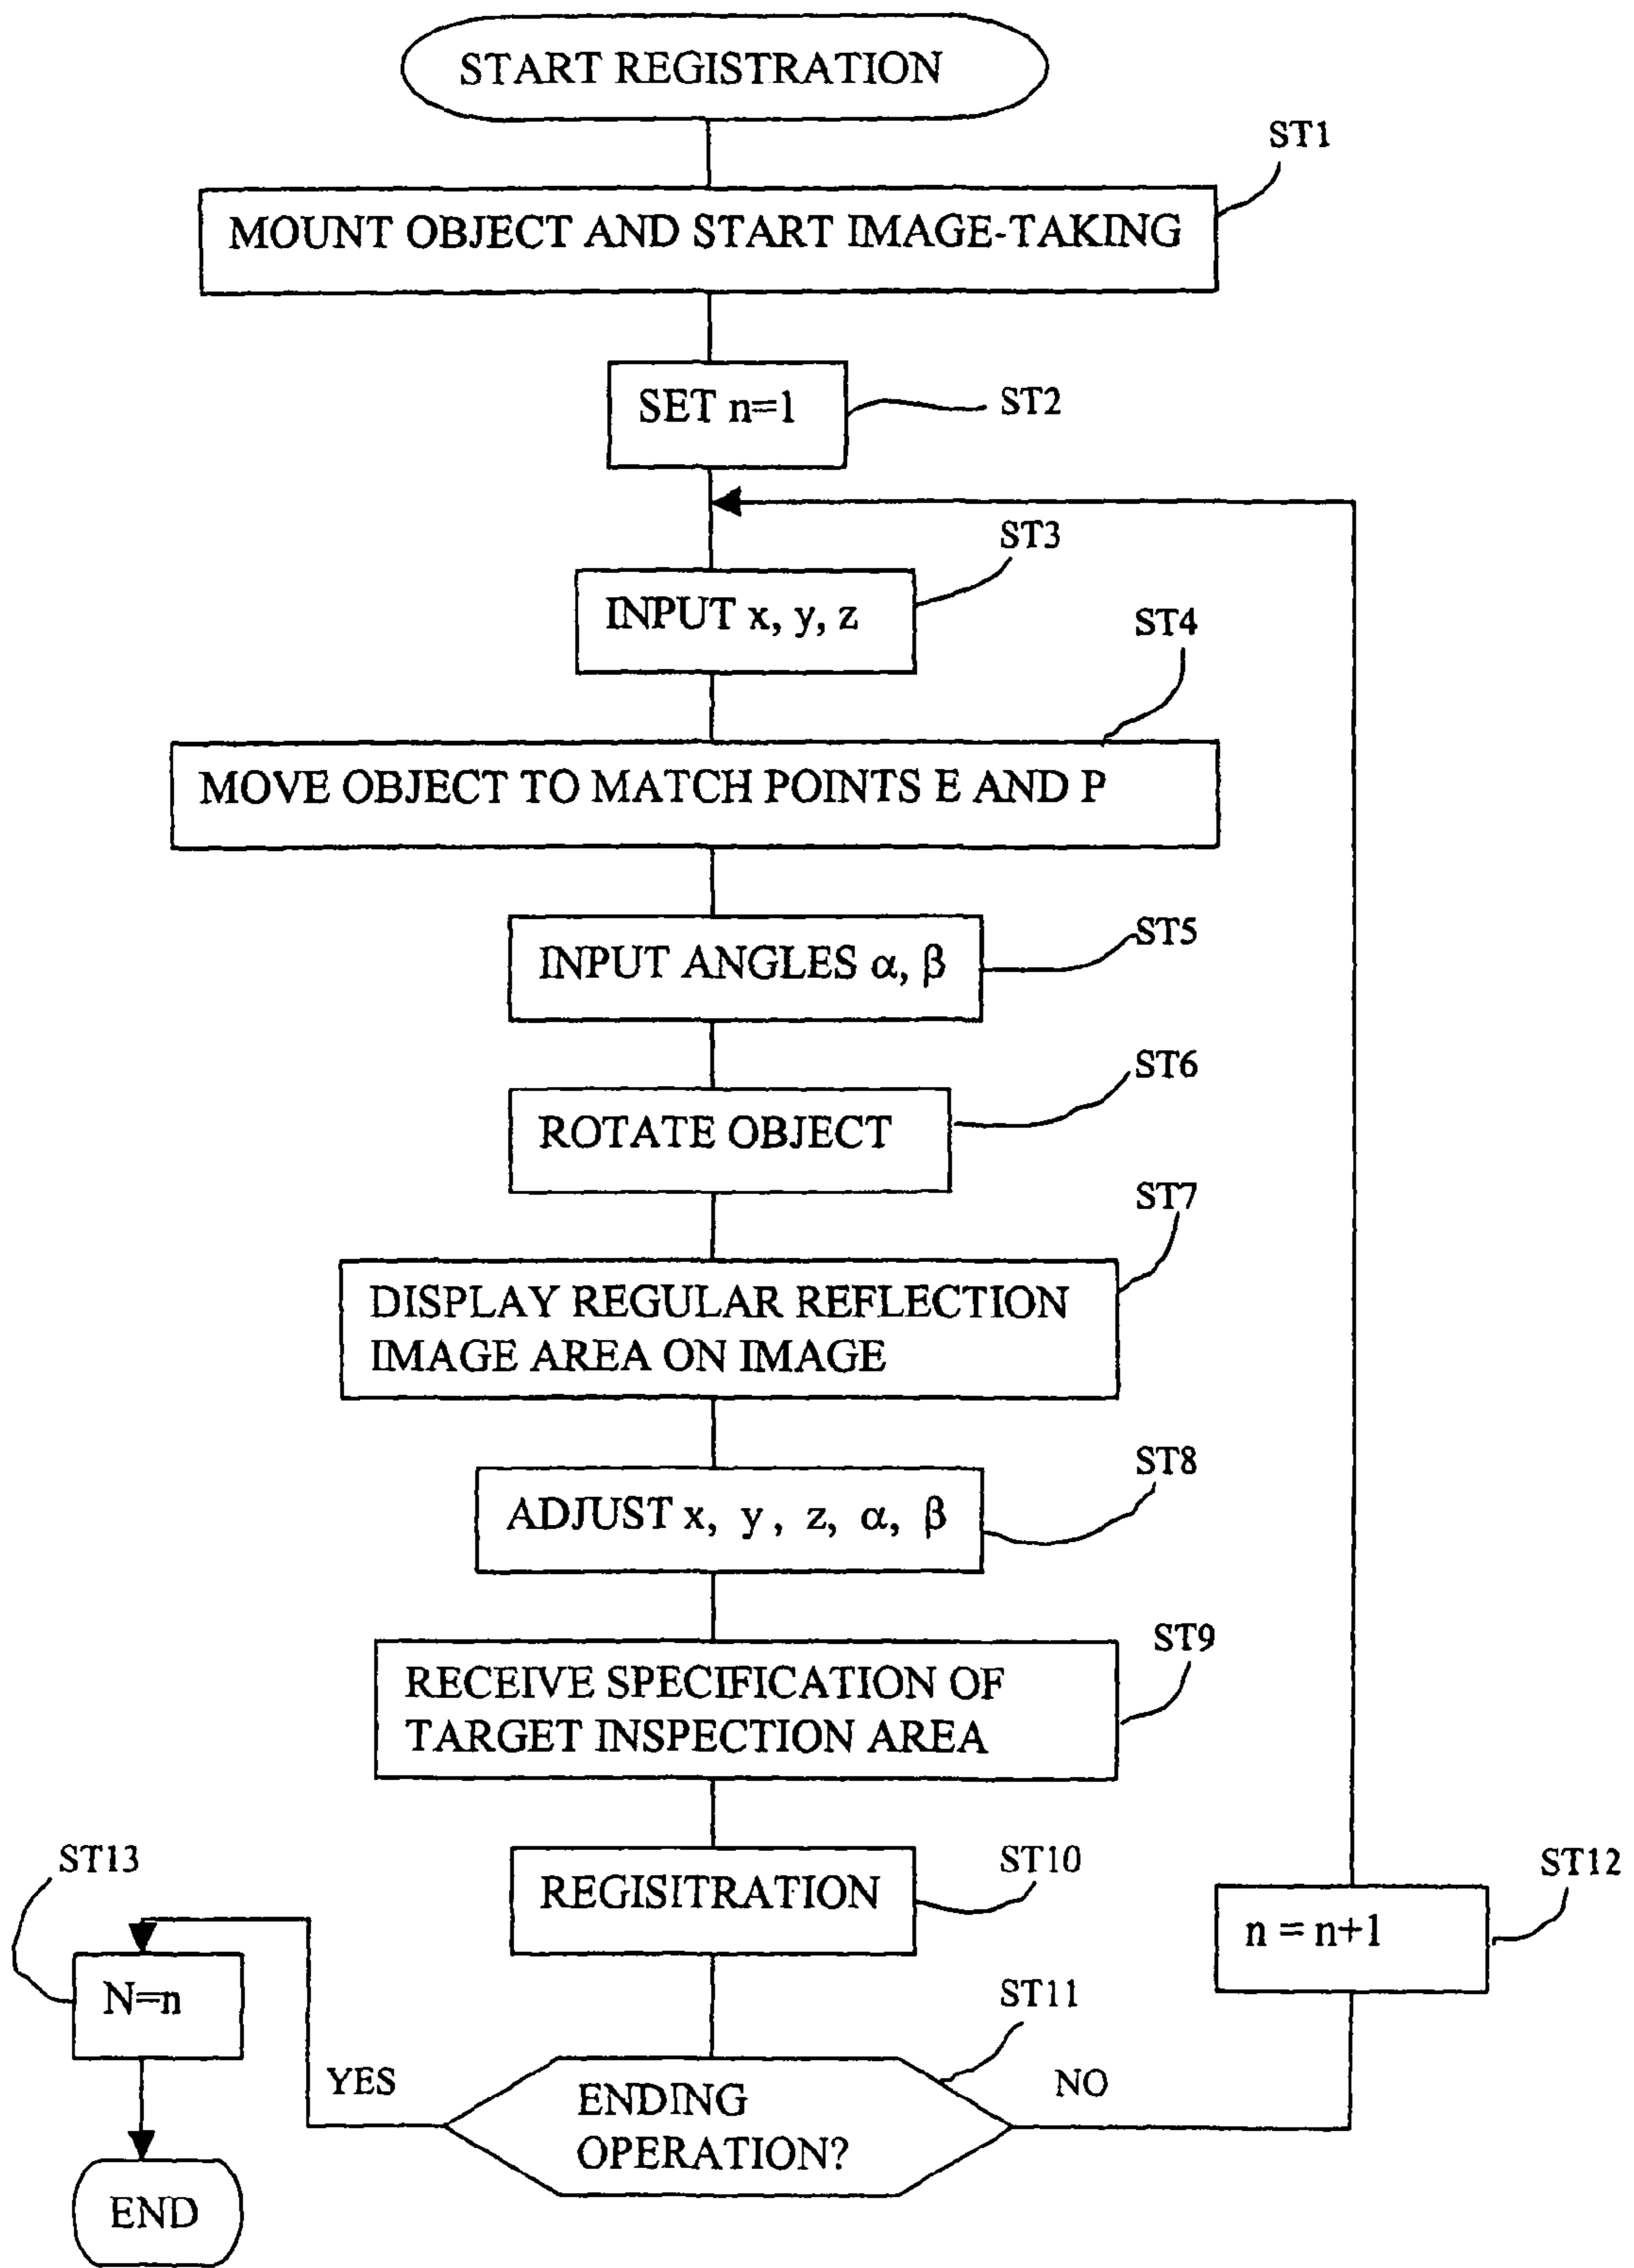 START REGISTRATION
ST1
MOUNT OBJECT AND START IMAGE-TAKING
SET n=1
ST2
ST3
INPUT x, y, z
ST4
MOVE OBJECT TO MATCH POINTS E AND P
ST5
INPUT ANGLES α, β
ST6
ROTATE OBJECT
ST7
DISPLAY REGULAR REFLECTION
IMAGE AREA ON IMAGE
ST8
ADJUST x, y, z, α, β
ST9
RECEIVE SPECIFICATION OF
TARGET INSPECTION AREA
ST10
REGISITRATION
ST12
n = n+1
ST13
N=n
ST11
YES
NO
ENDING
OPERATION?
END